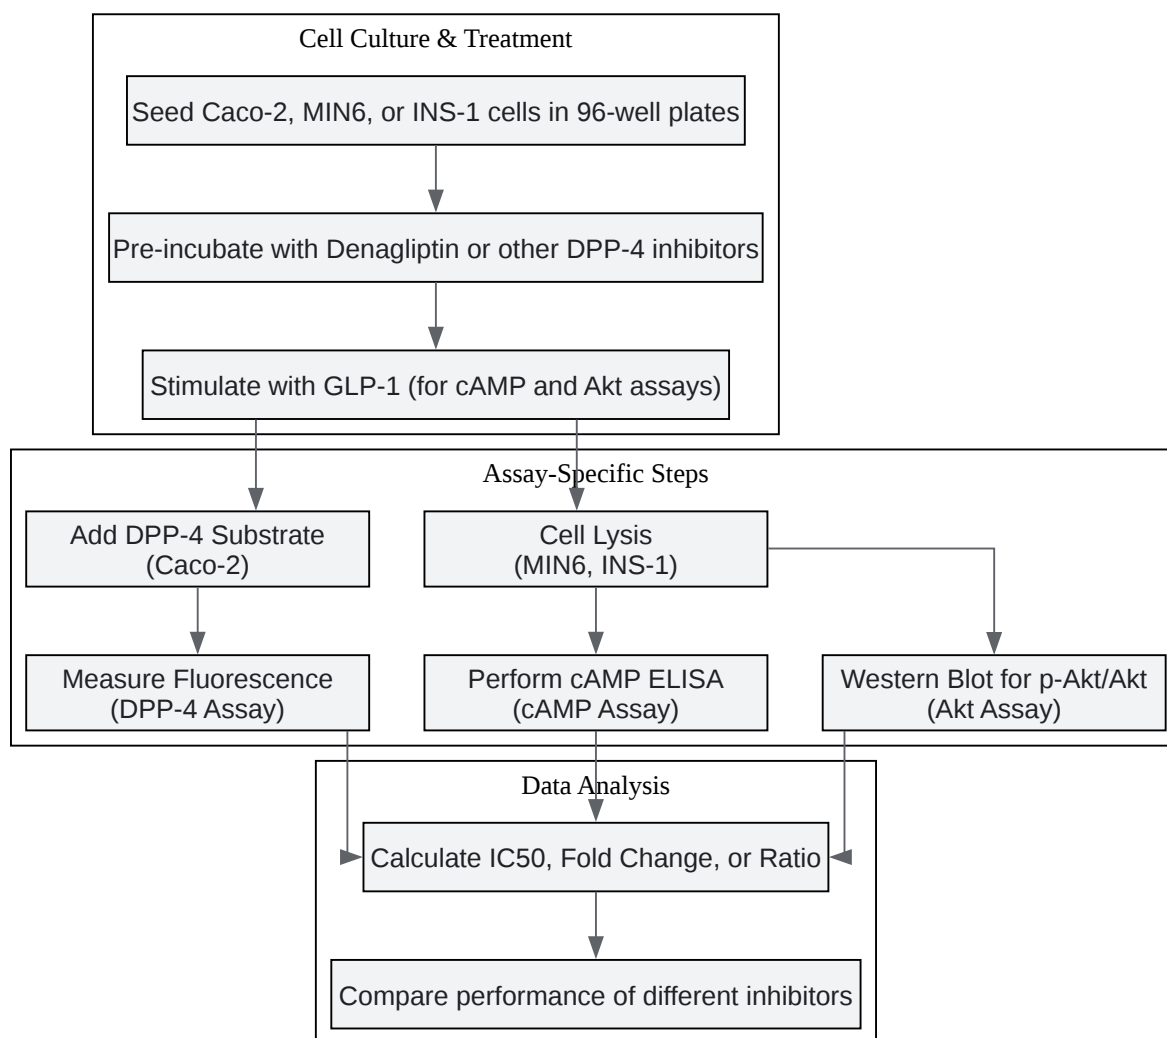 Cell Culture & Treatment
Seed Caco-2, MIN6, or INS-1 cells in 96-well plates
Pre-incubate with Denagliptin or other DPP-4 inhibitors
Stimulate with GLP-1 (for cAMP and Akt assays)
Assay-Specific Steps
Add DPP-4 Substrate
(Caco-2)
Cell Lysis
(MIN6, INS-1)
Measure Fluorescence
(DPP-4 Assay)
Perform cAMP ELISA
(cAMP Assay)
Western Blot for p-Akt/Akt
(Akt Assay)
Data Analysis
Calculate IC50, Fold Change, or Ratio
Compare performance of different inhibitors